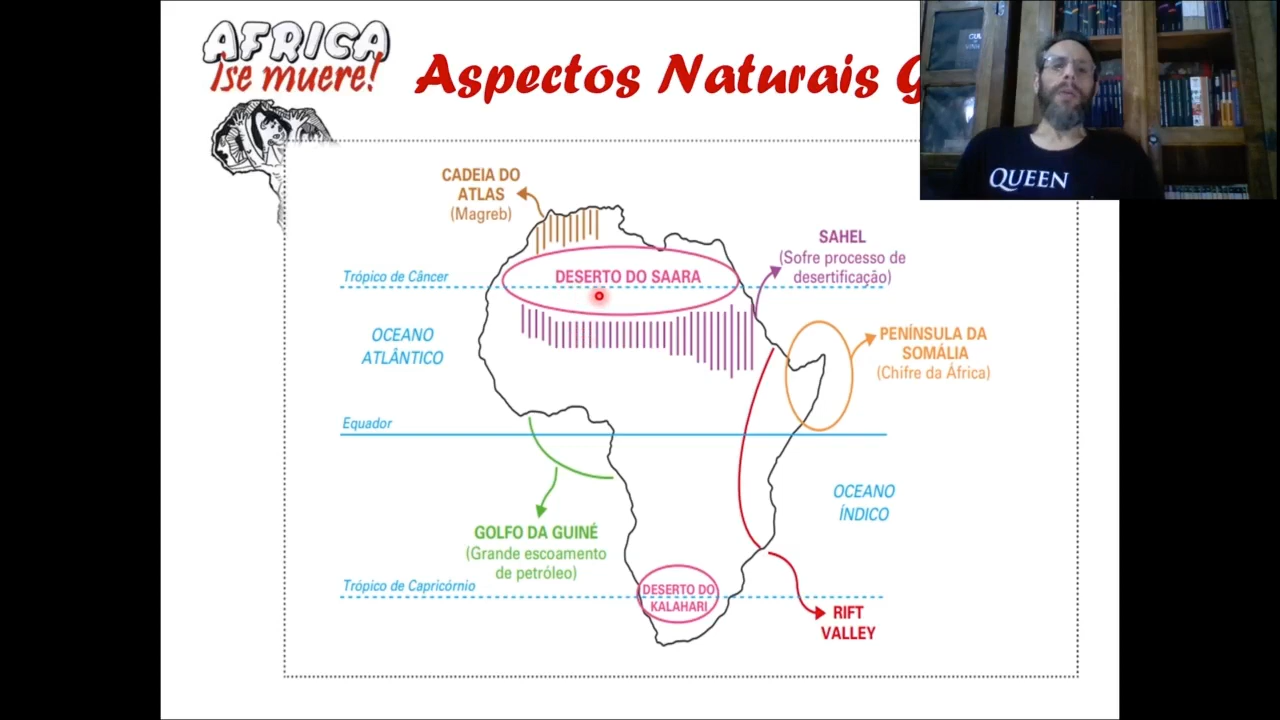 AFRICA
¡se muere!
Aspectos Naturais G
QUEEN
CADEIA DO
ATLAS
(Magreb)
SAHEL
(Sofre processo de
desertificação)
Trópico de Câncer
DESERTO DO SAARA
OCEANO
ATLÂNTICO
PENÍNSULA DA
SOMÁLIA
(Chifre da África)
Equador
OCEANO
ÍNDICO
GOLFO DA GUINÉ
(Grande escoamento
de petróleo)
Trópico de Capricórnio
DESERTO DO
KALAHARI
RIFT
VALLEY